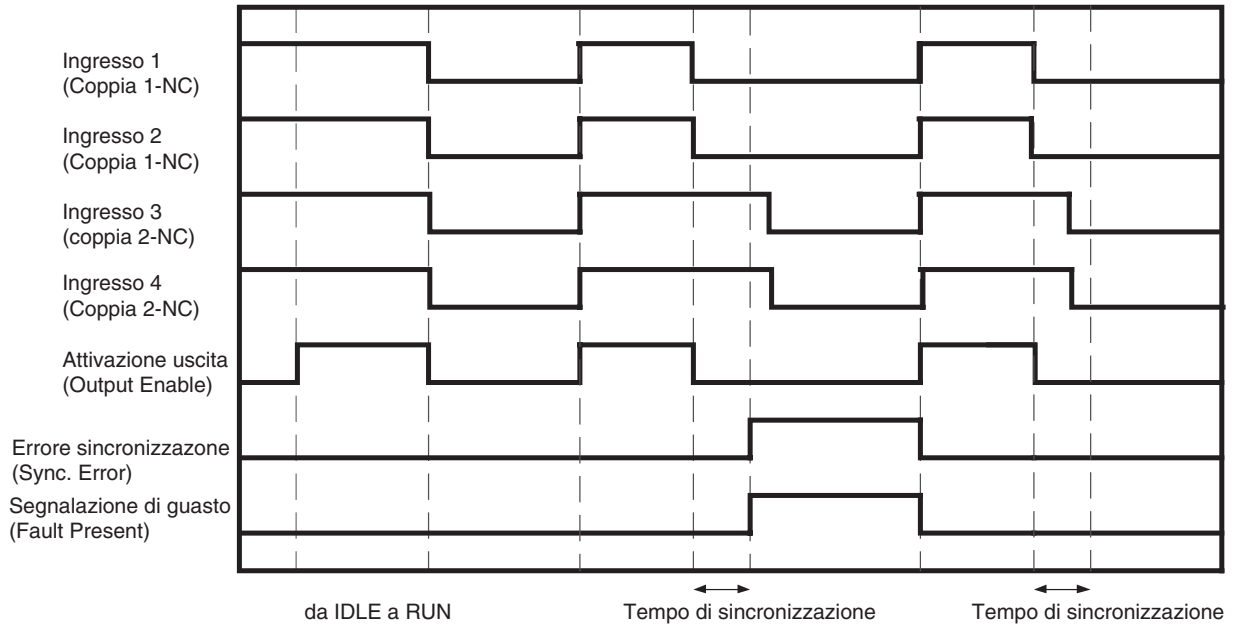 Ingresso 1
(Coppia 1-NC)
Ingresso 2
(Coppia 1-NC)
Ingresso 3
(coppia 2-NC)
Ingresso 4
(Coppia 2-NC)
Attivazione uscita
(Output Enable)
Errore sincronizzazone
(Sync. Error)
Segnalazione di guasto
(Fault Present)
da IDLE a RUN
Tempo di sincronizzazione
Tempo di sincronizzazione